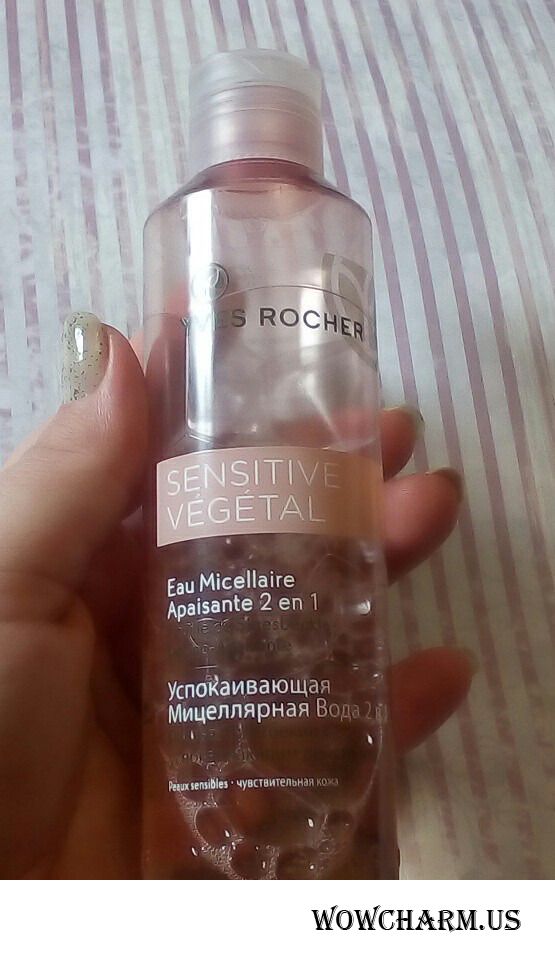 YVES ROCHER
SENSITIVE
VÉGÉTAL
Eau Micellaire
Apaisante 2 en 1
Успокаивающая
Мицеллярная Вода 2 в 1
Peaux sensibles · чувствительная кожа
WOWCHARM.US